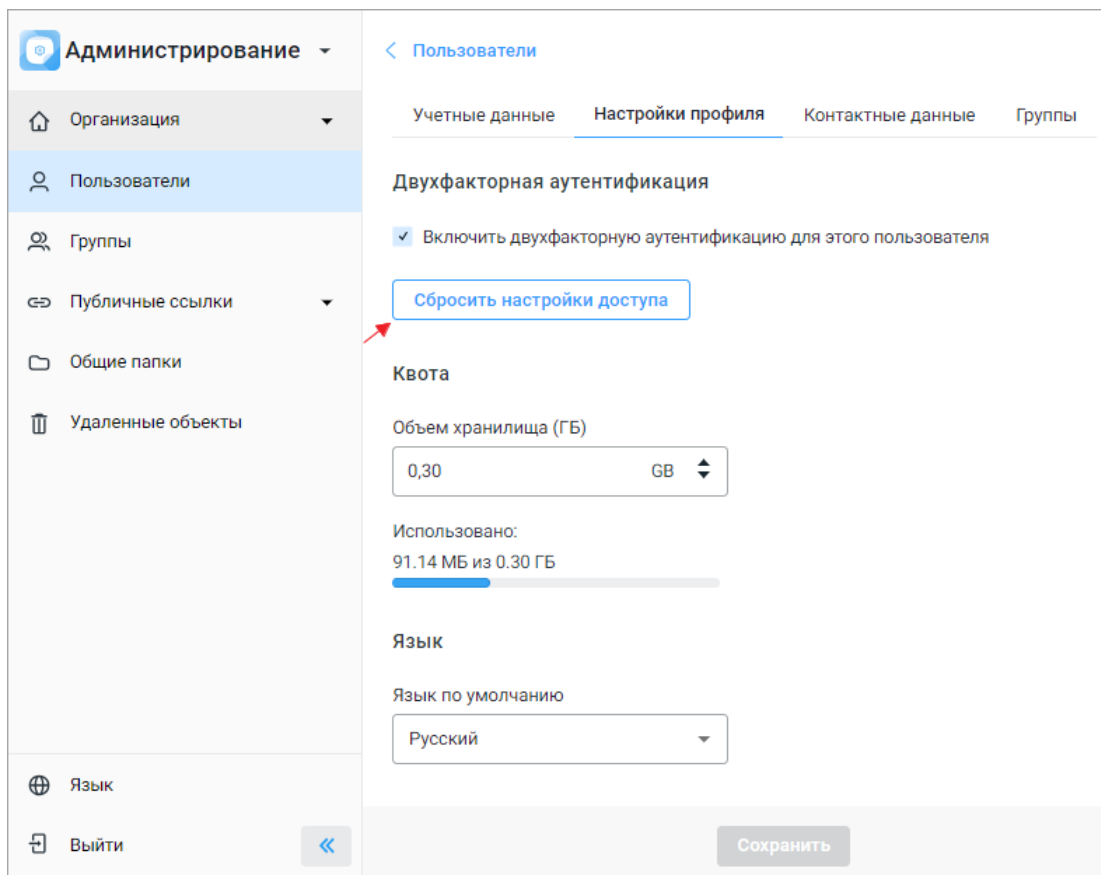 Администрирование
Организация
Пользователи
Группы
Публичные ссылки
Общие папки
Удаленные объекты
Язык
Выйти
Пользователи
Учетные данные
Настройки профиля
Контактные данные
Группы
Двухфакторная аутентификация
Включить двухфакторную аутентификацию для этого пользователя
Сбросить настройки доступа
Квота
Объем хранилища (ГБ)
0,30 GB
Использовано:
91.14 МБ из 0.30 ГБ
Язык
Язык по умолчанию
Русский
Сохранить